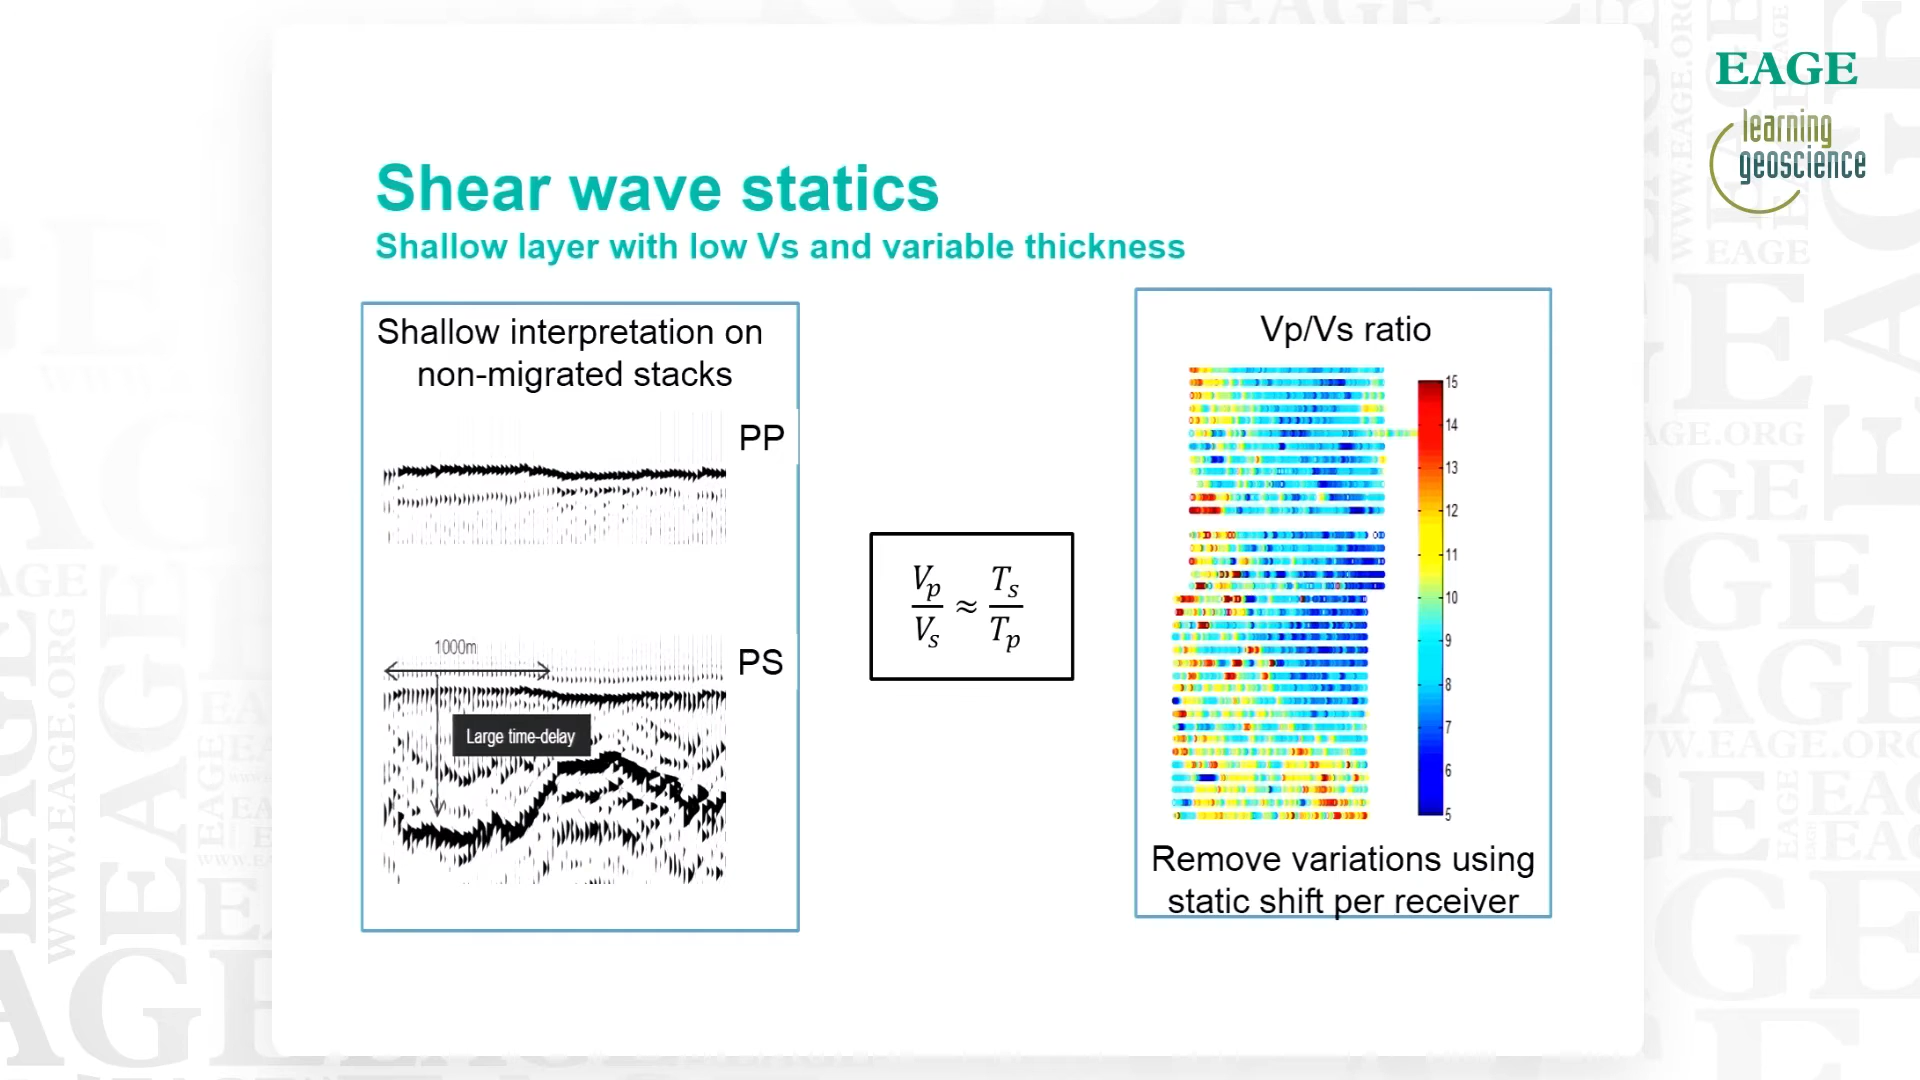 EAGE
learning
geoscience
Shear wave statics
Shallow layer with low Vs and variable thickness
Shallow interpretation on
non-migrated stacks
PP
1000m
PS
Large time-delay
Vp/Vs ≈ Ts/Tp
Vp/Vs ratio
15
14
13
12
11
10
9
8
7
6
5
Remove variations using
static shift per receiver